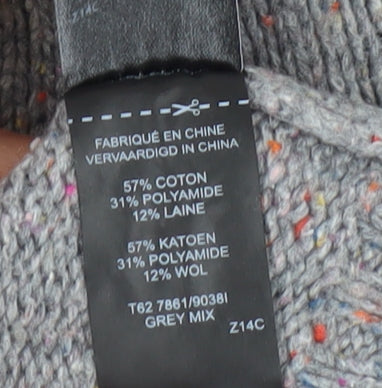 Z14C
FABRIQUÉ EN CHINE
VERVAARDIGD IN CHINA
57% COTON
31% POLYAMIDE
12% LAINE
57% KATOEN
31% POLYAMIDE
12% WOL
T62 7861/9038I
GREY MIX
Z14C